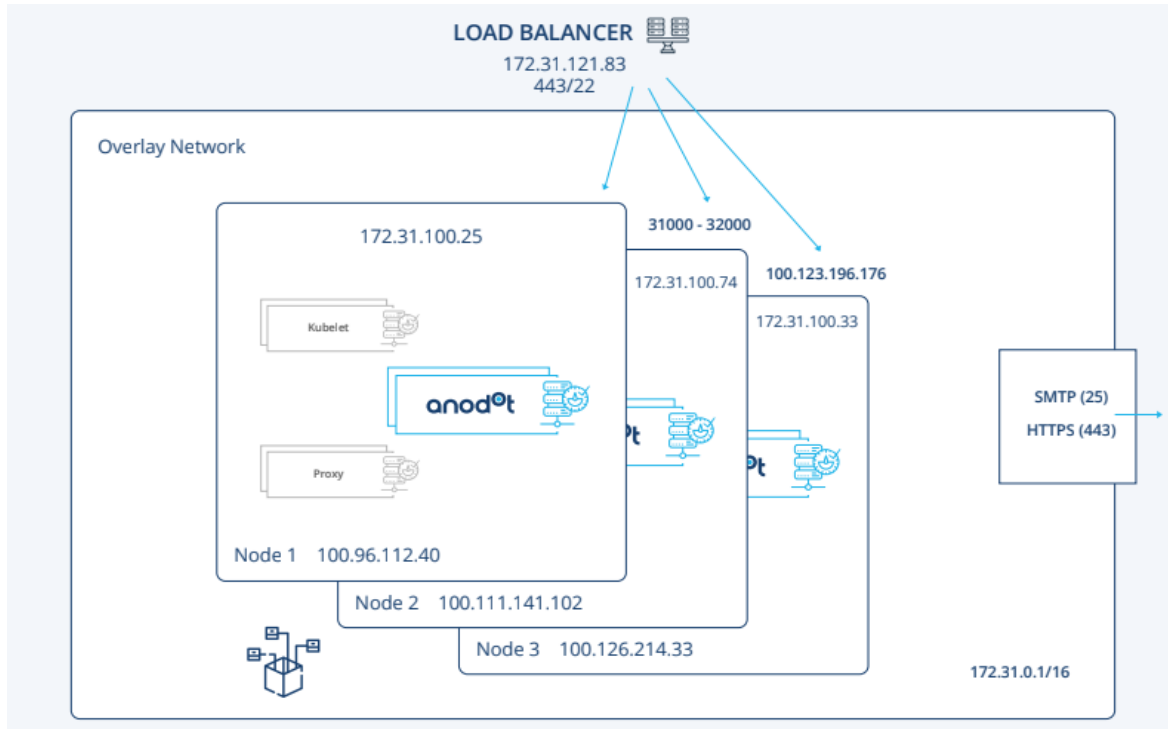 LOAD BALANCER
172.31.121.83
443/22
Overlay Network
31000 - 32000
100.123.196.176
172.31.100.25
172.31.100.74
172.31.100.33
Kubelet
anodot
ot
ot
Proxy
SMTP (25)
HTTPS (443)
Node 1 100.96.112.40
Node 2 100.111.141.102
Node 3 100.126.214.33
172.31.0.1/16